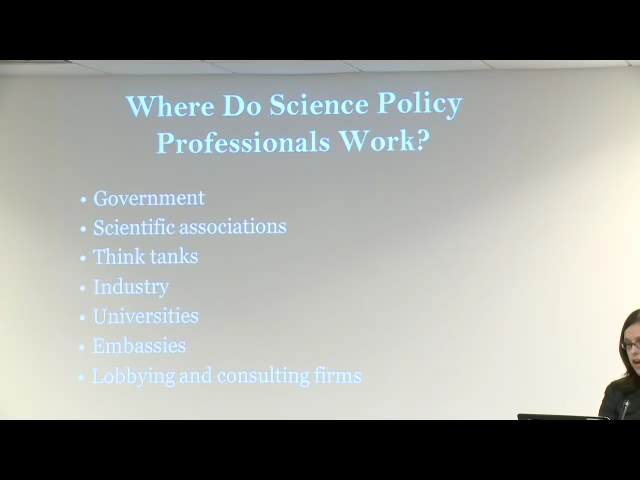 Where Do Science Policy
Professionals Work?
• Government
• Scientific associations
• Think tanks
• Industry
• Universities
• Embassies
• Lobbying and consulting firms